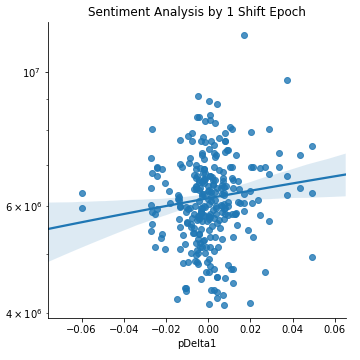 Sentiment Analysis by 1 Shift Epoch
10⁷
6 × 10⁶
4 × 10⁶
−0.06 −0.04 −0.02 0.00 0.02 0.04 0.06
pDelta1